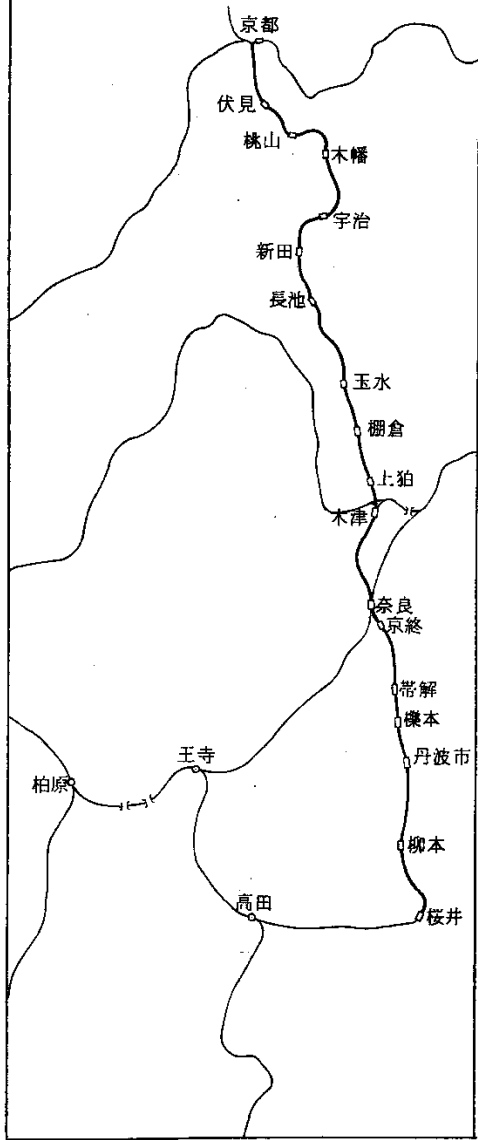 京都
伏見
桃山
木幡
宇治
新田
長池
玉水
棚倉
上狛
木津
奈良
京終
帯解
櫟本
丹波市
王寺
柏原
柳本
高田
桜井